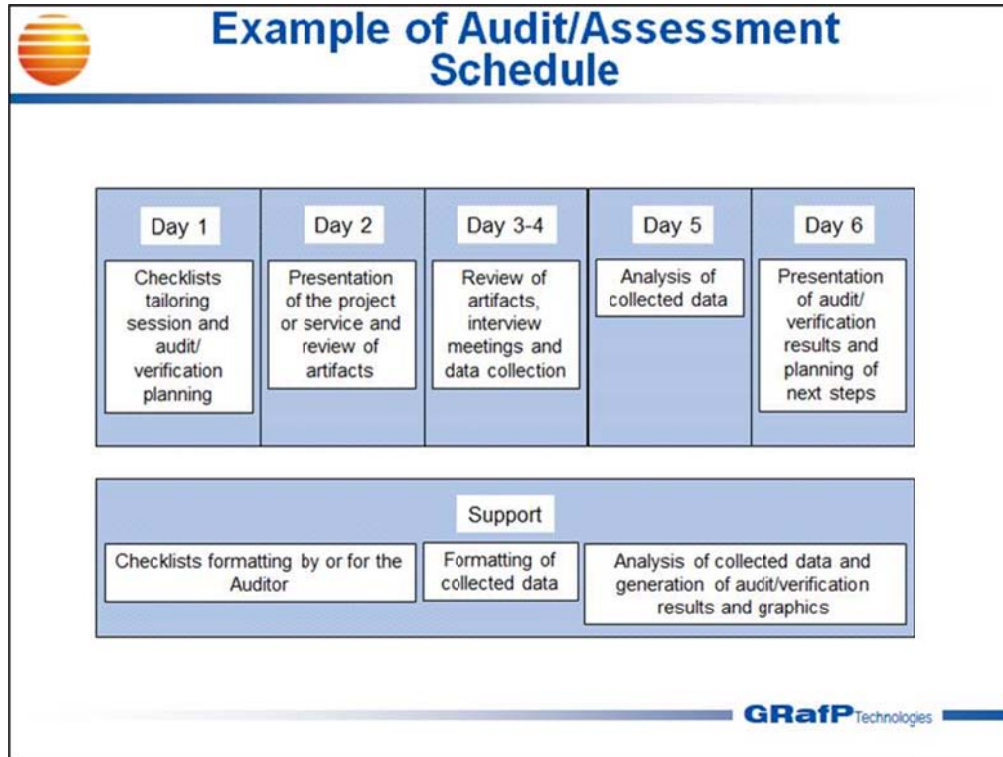 Example of Audit/Assessment
Schedule
Day 1
Checklists
tailoring
session and
audit/
verification
planning
Day 2
Presentation
of the project
or service and
review of
artifacts
Day 3-4
Review of
artifacts,
interview
meetings and
data collection
Day 5
Analysis of
collected data
Day 6
Presentation
of audit/
verification
results and
planning of
next steps
Support
Checklists formatting by or for the
Auditor
Formatting of
collected data
Analysis of collected data and
generation of audit/verification
results and graphics
GRafP Technologies